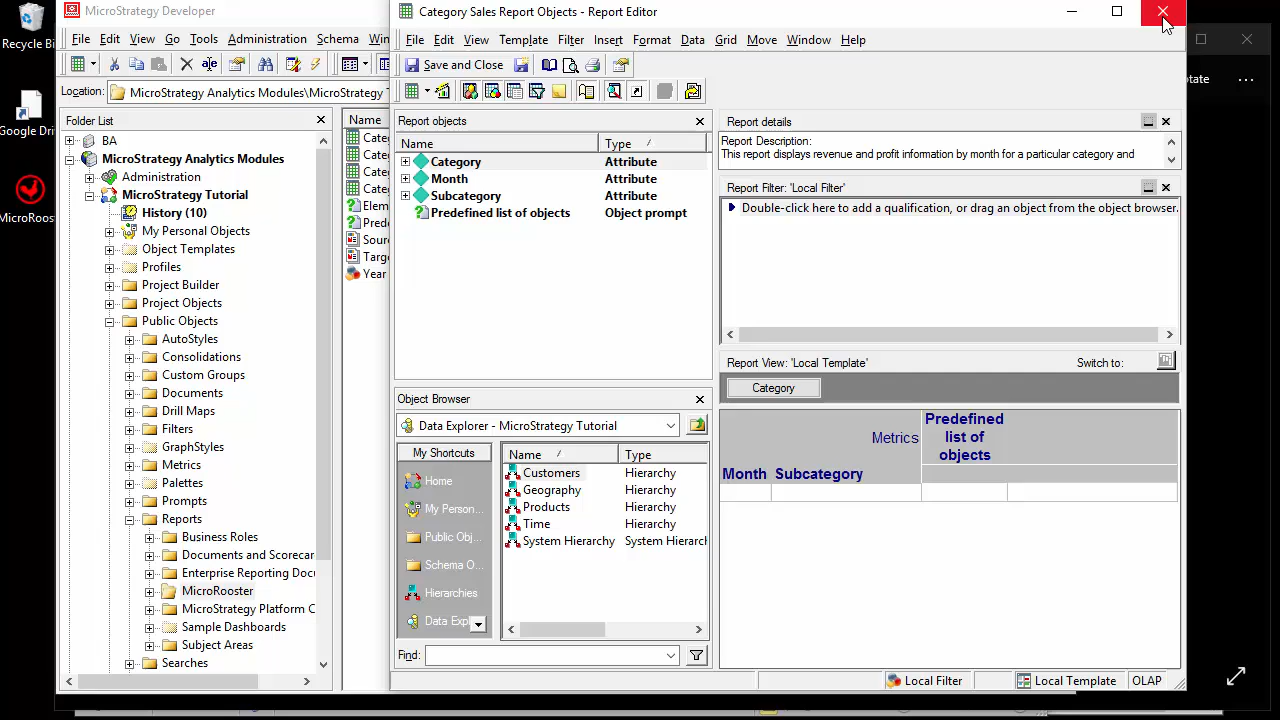 Recycle Bi
Google Driv
MicroRoos
MicroStrategy Developer
File Edit View Go Tools Administration Schema Win
Location: MicroStrategy Analytics Modules\MicroStrategy T
Folder List
BA
MicroStrategy Analytics Modules
Administration
MicroStrategy Tutorial
History (10)
My Personal Objects
Object Templates
Profiles
Project Builder
Project Objects
Public Objects
AutoStyles
Consolidations
Custom Groups
Documents
Drill Maps
Filters
GraphStyles
Metrics
Palettes
Prompts
Reports
Business Roles
Documents and Scorecar
Enterprise Reporting Docu
MicroRooster
MicroStrategy Platform C
Sample Dashboards
Subject Areas
Searches
Name
Categ
Categ
Categ
Categ
Elem
Prede
Sour
Targe
Year
Category Sales Report Objects - Report Editor
File Edit View Template Filter Insert Format Data Grid Move Window Help
Save and Close
Report objects
Name Type
Category Attribute
Month Attribute
Subcategory Attribute
Predefined list of objects Object prompt
Object Browser
Data Explorer - MicroStrategy Tutorial
My Shortcuts
Home
My Person...
Public Obj...
Schema O...
Hierarchies
Data Expl
Name Type
Customers Hierarchy
Geography Hierarchy
Products Hierarchy
Time Hierarchy
System Hierarchy System Hierarch
Find:
Report details
Report Description:
This report displays revenue and profit information by month for a particular category and
Report Filter: 'Local Filter'
Double-click here to add a qualification, or drag an object from the object browser.
Report View: 'Local Template'
Switch to:
Category
Metrics
Predefined
list of
objects
Month Subcategory
Local Filter Local Template OLAP
otate